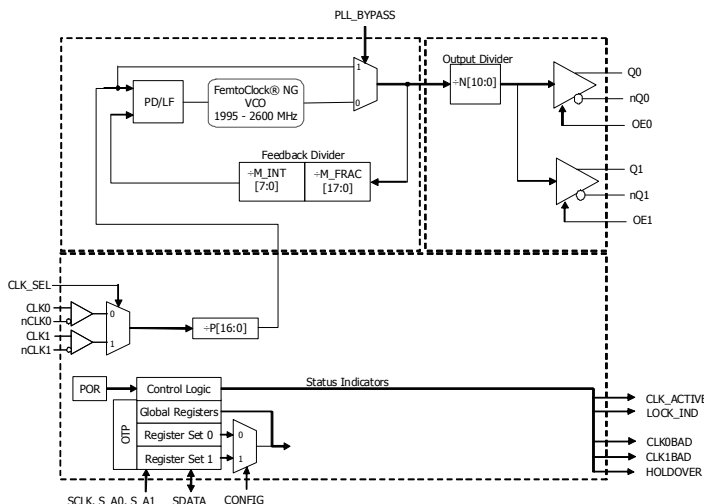 PLL_BYPASS
Output Divider
1
÷N[10:0]
Q0
PD/LF
FemtoClock® NG
VCO
1995 - 2600 MHz
0
nQ0
OE0
Feedback Divider
÷M_INT
[7:0]
÷M_FRAC
[17:0]
Q1
nQ1
OE1
CLK_SEL
CLK0
nCLK0
0
÷P[16:0]
CLK1
nCLK1
1
POR
Control Logic
Status Indicators
CLK_ACTIVE
LOCK_IND
OTP
Global Registers
Register Set 0
0
CLK0BAD
Register Set 1
1
CLK1BAD
HOLDOVER
SCLK, S_A0, S_A1
SDATA
CONFIG